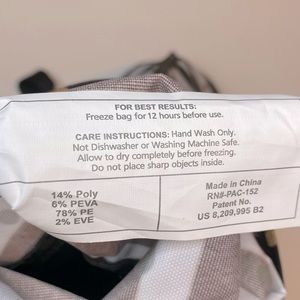 FOR BEST RESULTS:
Freeze bag for 12 hours before use.
CARE INSTRUCTIONS: Hand Wash Only.
Not Dishwasher or Washing Machine Safe.
Allow to dry completely before freezing.
Do not place sharp objects inside.
14% Poly
6% PEVA
78% PE
2% EVE
Made in China
RN#-PAC-152
Patent No.
US 8,209,995 B2